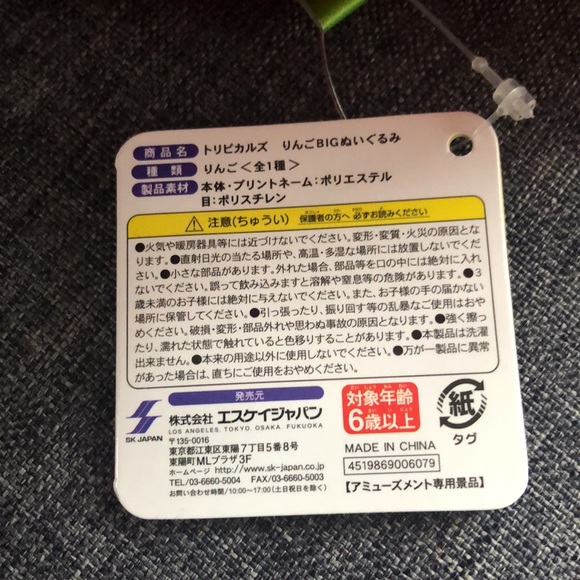 商品名 トリピカルズ りんごBIGぬいぐるみ
種類 りんご＜全1種＞
製品素材 本体・プリントネーム：ポリエステル
目：ポリスチレン
注意(ちゅうい) 保護者の方へ 必ずお読みください
●火気や暖房器具等には近づけないでください。変形・変質・火災の原因とな
ります。●直射日光の当たる場所や、高温・多湿な場所には放置しないでくだ
さい。●小さな部品があります。外れた場合、部品等を口の中には絶対に入れ
ないでください。誤って飲み込みますと溶解や窒息等の危険があります。●3
歳未満のお子様には絶対に与えないでください。また、お子様の手の届かない
場所に保管してください。●引っ張ったり、振り回す等の乱暴なご使用はおや
めください。破損・変形・部品外れや思わぬ事故の原因となります。●強く擦っ
たり、濡れた状態で触れていると色移りすることがあります。●本製品は洗濯
出来ません。●本来の用途以外に使用しないでください。●万が一製品に異常
があった場合は、直ちにご使用をおやめください。
発売元
SK JAPAN
株式会社 エスケイジャパン
LOS ANGELES. TOKYO. OSAKA. FUKUOKA
〒135-0016
東京都江東区東陽7丁目5番8号
東陽町MLプラザ3F
ホームページ http://www.sk-japan.co.jp
TEL/03-6660-5004 FAX/03-6660-5003
お問い合わせ時間/10:00〜17:00(土日祝日を除く)
対象年齢
6歳以上
紙
タグ
MADE IN CHINA
4519869006079
【アミューズメント専用景品】